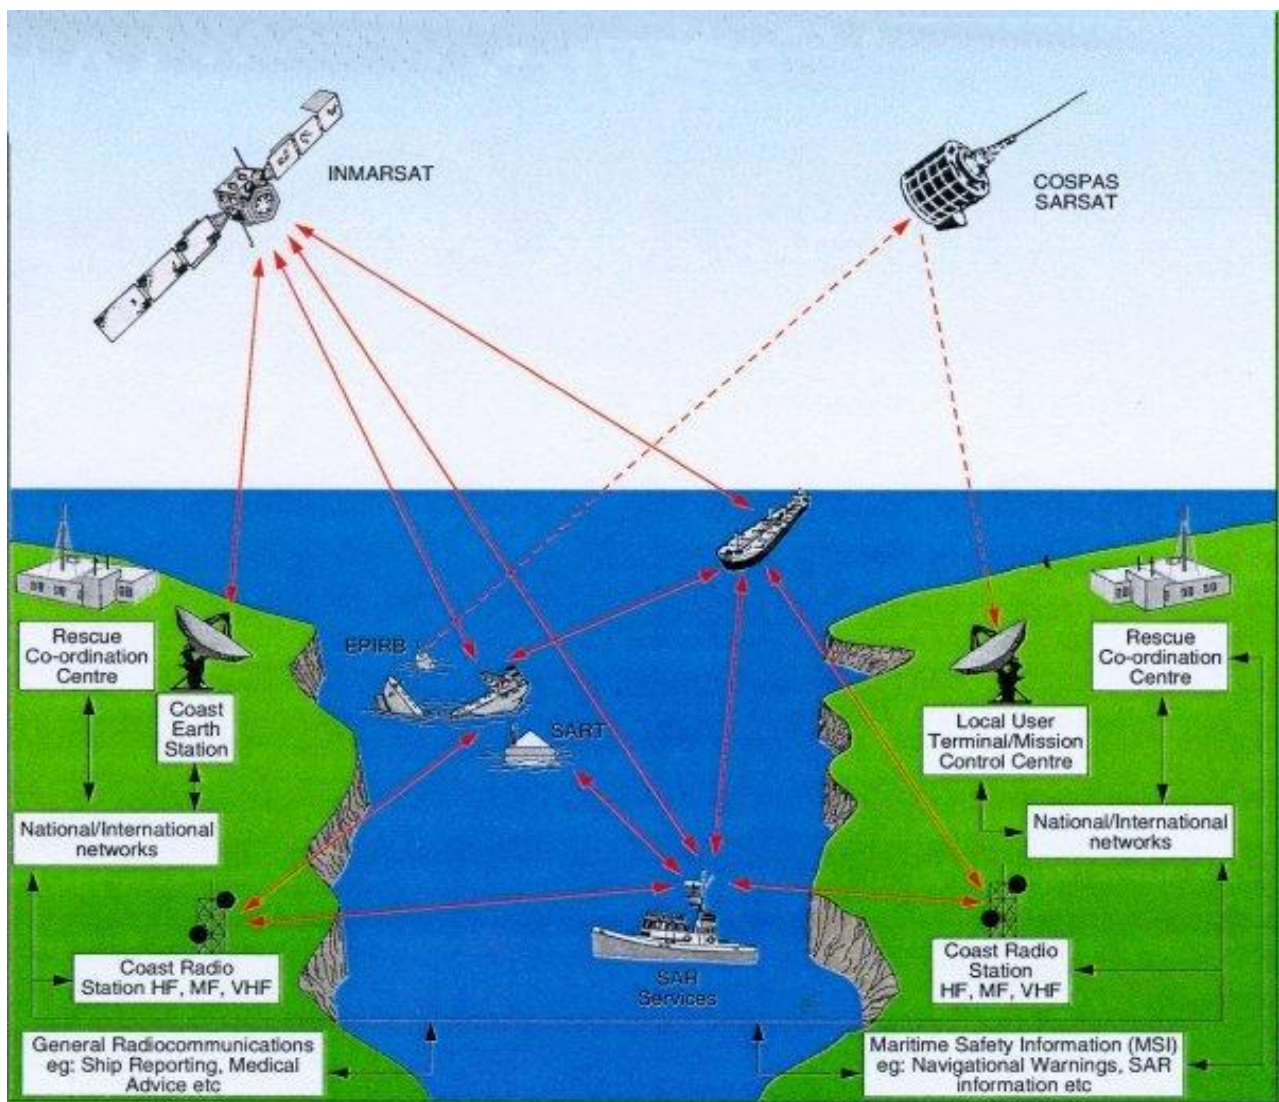 INMARSAT
COSPAS
SARSAT
EPIRB
SART
Rescue
Co-ordination
Centre
Coast
Earth
Station
National/International
networks
Coast Radio
Station HF, MF, VHF
General Radiocommunications
eg: Ship Reporting, Medical
Advice etc
SAR
Services
Rescue
Co-ordination
Centre
Local User
Terminal/Mission
Control Centre
National/International
networks
Coast Radio
Station
HF, MF, VHF
Maritime Safety Information (MSI)
eg: Navigational Warnings, SAR
information etc